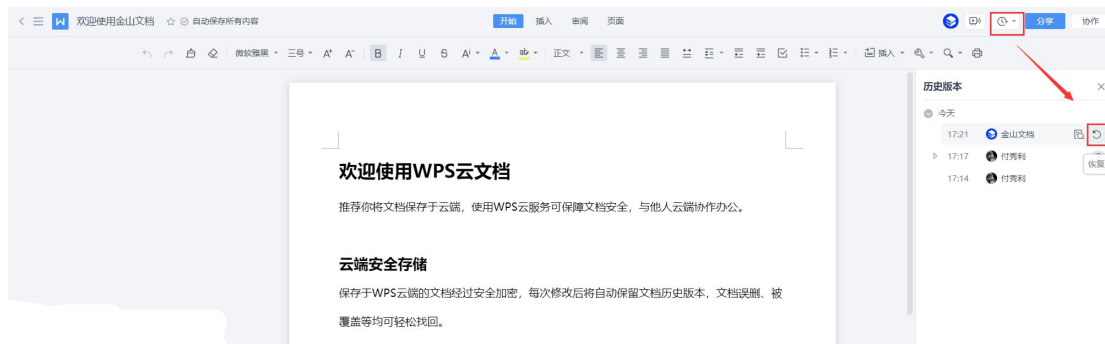 欢迎使用金山文档 自动保存所有内容 开始 插入 审阅 页面 分享 协作
微软雅黑 三号 A⁺ A⁻ B I U S A A ab 正文 插入
历史版本
今天
17:21 金山文档
17:17 付秀利
恢复
17:14 付秀利
欢迎使用WPS云文档
推荐你将文档保存于云端，使用WPS云服务可保障文档安全，与他人云端协作办公。
云端安全存储
保存于WPS云端的文档经过安全加密，每次修改后将自动保留文档历史版本，文档误删、被
覆盖等均可轻松找回。